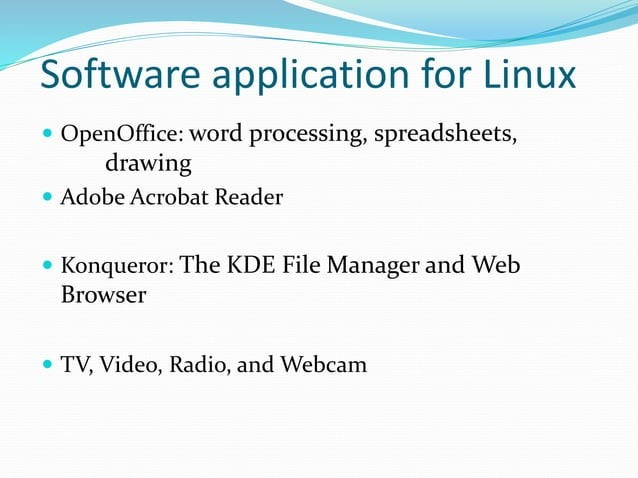 Software application for Linux
• OpenOffice: word processing, spreadsheets,
drawing
• Adobe Acrobat Reader
• Konqueror: The KDE File Manager and Web
Browser
• TV, Video, Radio, and Webcam